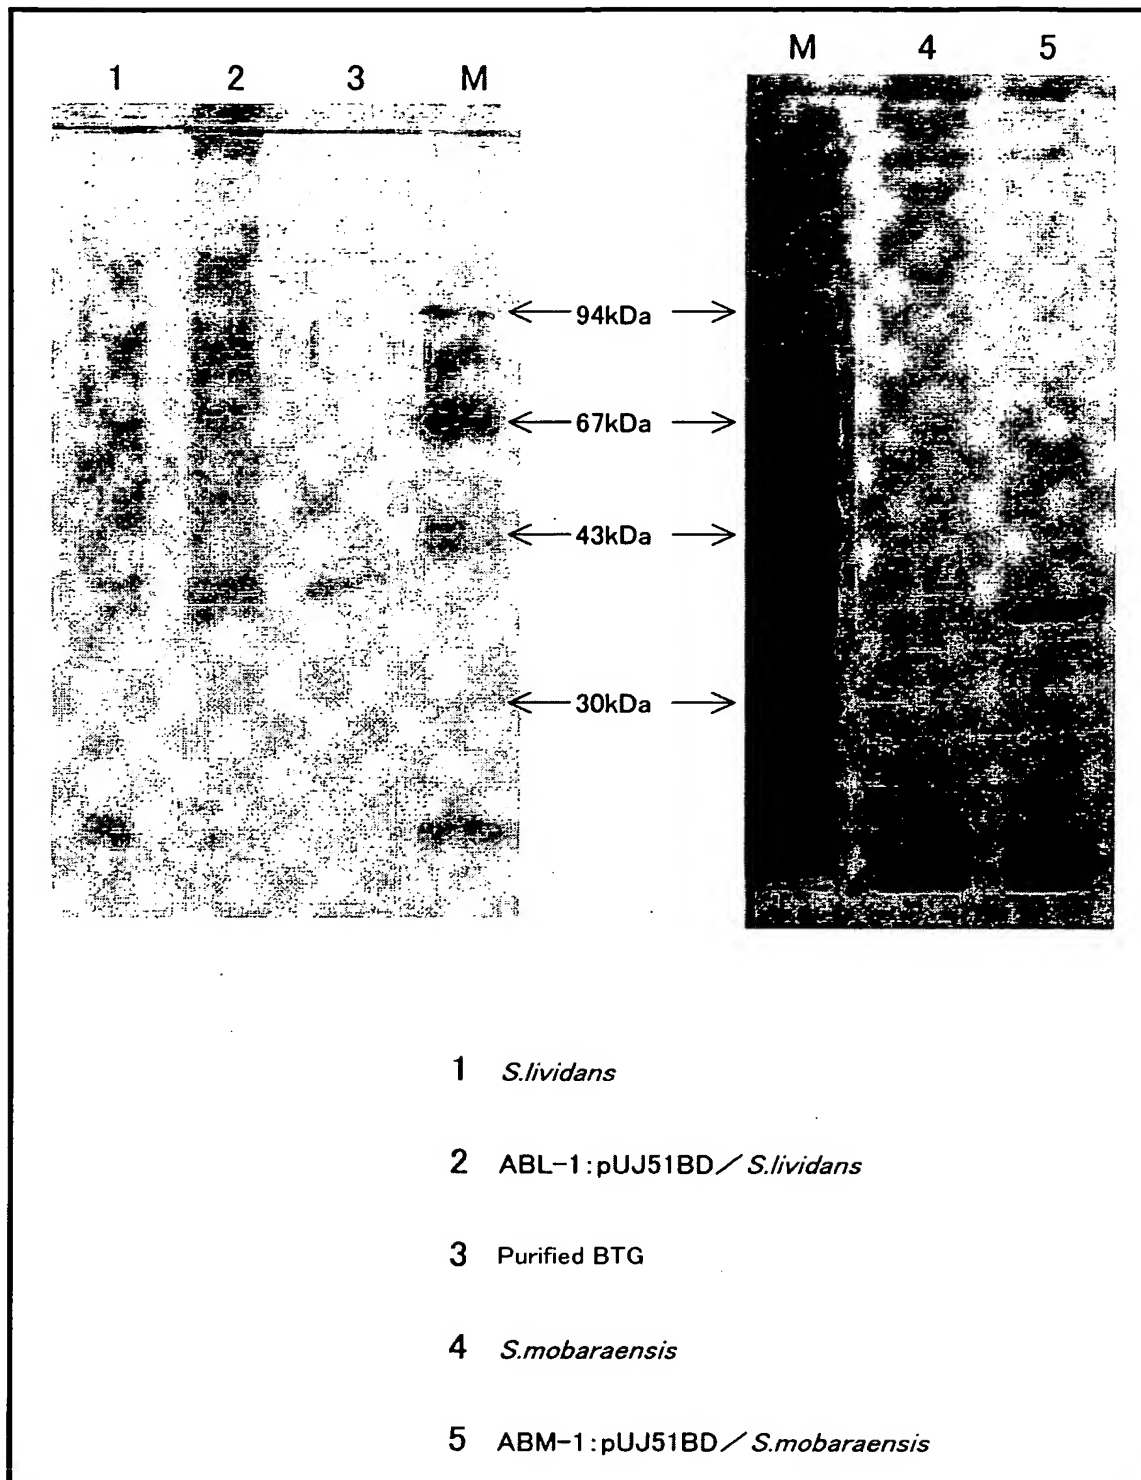 1 2 3 M
M 4 5
94kDa
67kDa
43kDa
30kDa
1 S.lividans
2 ABL-1:pUJ51BD／S.lividans
3 Purified BTG
4 S.mobaraensis
5 ABM-1:pUJ51BD／S.mobaraensis